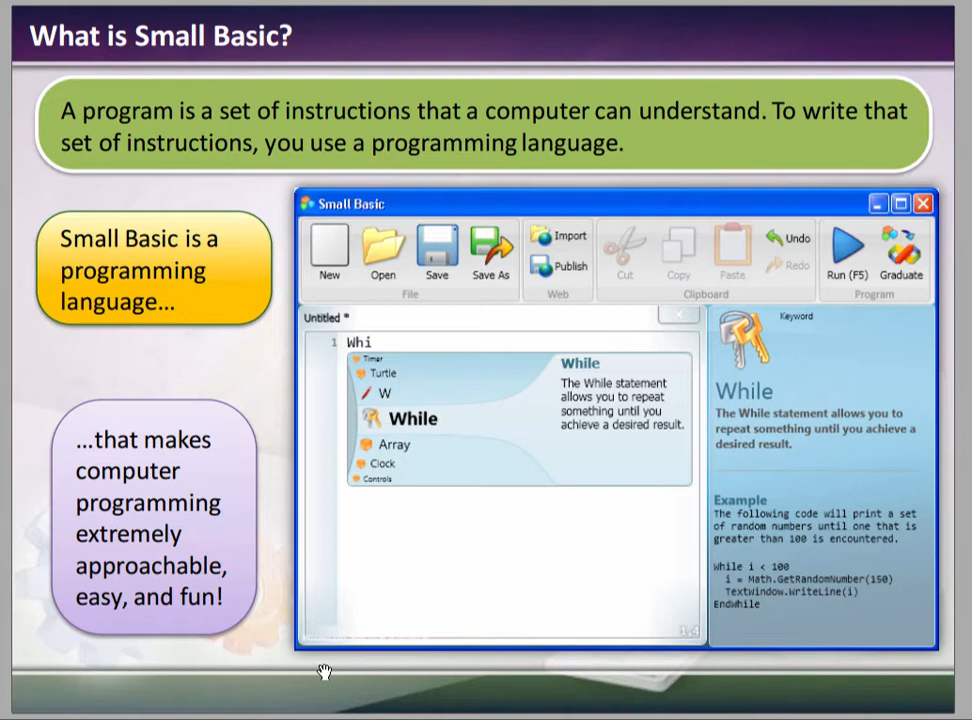 What is Small Basic?
A program is a set of instructions that a computer can understand. To write that
set of instructions, you use a programming language.
Small Basic is a
programming
language...
...that makes
computer
programming
extremely
approachable,
easy, and fun!
Small Basic
New
Open
Save
Save As
File
Import
Publish
Web
Cut
Copy
Paste
Undo
Redo
Clipboard
Run (F5)
Graduate
Program
Untitled *
1 Whi
Timer
Turtle
W
While
Array
Clock
Controls
While
The While statement
allows you to repeat
something until you
achieve a desired result.
1,4
Keyword
While
The While statement allows you to
repeat something until you achieve a
desired result.
Example
The following code will print a set
of random numbers until one that is
greater than 100 is encountered.
While i < 100
i = Math.GetRandomNumber(150)
TextWindow.WriteLine(i)
EndWhile